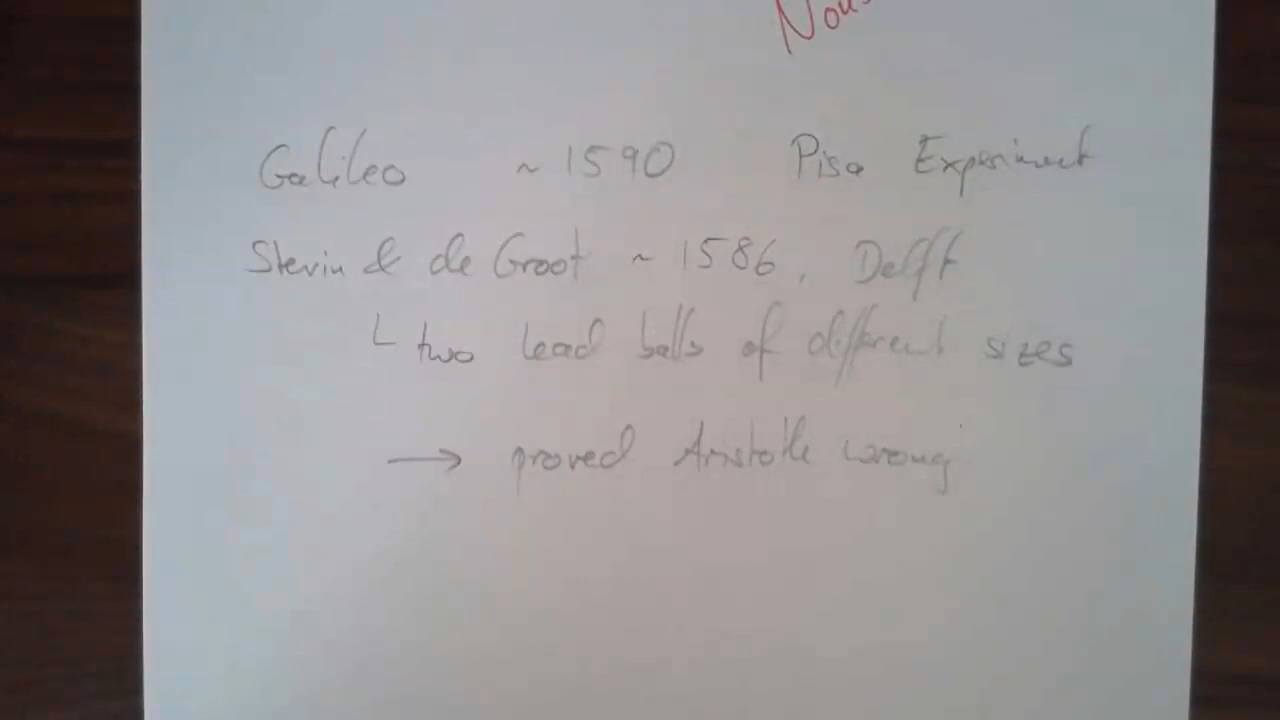 Galileo ~ 1590 Pisa Experiment
Stevin & de Groot ~ 1586, Delft
└ two lead balls of different sizes
→ proved Aristotle wrong